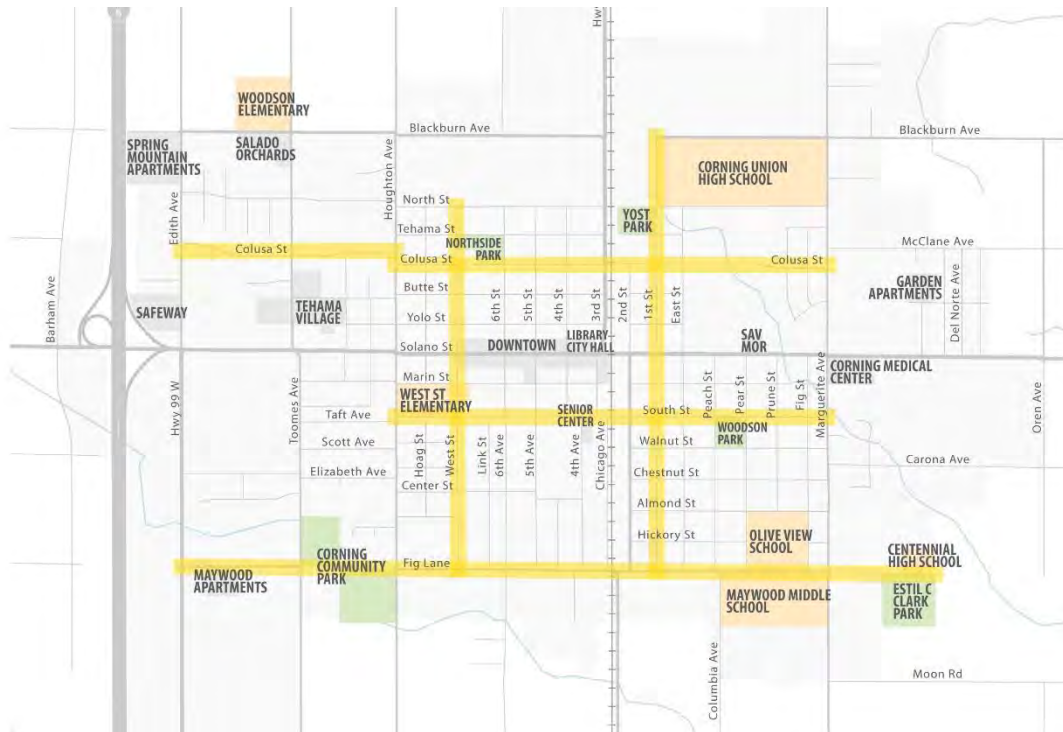 5
Hwy
WOODSON
ELEMENTARY
Blackburn Ave
Blackburn Ave
SPRING
MOUNTAIN
APARTMENTS
SALADO
ORCHARDS
Houghton Ave
CORNING UNION
HIGH SCHOOL
Edith Ave
North St
YOST
PARK
Tehama St
Colusa St
NORTHSIDE
PARK
McClane Ave
Colusa St
Colusa St
GARDEN
APARTMENTS
Del Norte Ave
Butte St
6th St
5th St
4th St
3rd St
2nd St
1st St
East St
Barham Ave
SAFEWAY
TEHAMA
VILLAGE
Yolo St
Solano St
DOWNTOWN
LIBRARY
CITY HALL
SAV
MOR
CORNING MEDICAL
CENTER
Marin St
WEST ST
ELEMENTARY
Hwy 99 W
Toomes Ave
Taft Ave
SENIOR
CENTER
South St
Peach St
Pear St
Prune St
Fig St
Marguerite Ave
Oren Ave
Scott Ave
Hoag St
West St
Link St
6th Ave
5th Ave
4th Ave
Chicago Ave
Walnut St
WOODSON
PARK
Elizabeth Ave
Center St
Chestnut St
Carona Ave
Almond St
Hickory St
OLIVE VIEW
SCHOOL
CORNING
COMMUNITY
PARK
Fig Lane
CENTENNIAL
HIGH SCHOOL
MAYWOOD
APARTMENTS
MAYWOOD MIDDLE
SCHOOL
ESTIL C
CLARK
PARK
Columbia Ave
Moon Rd